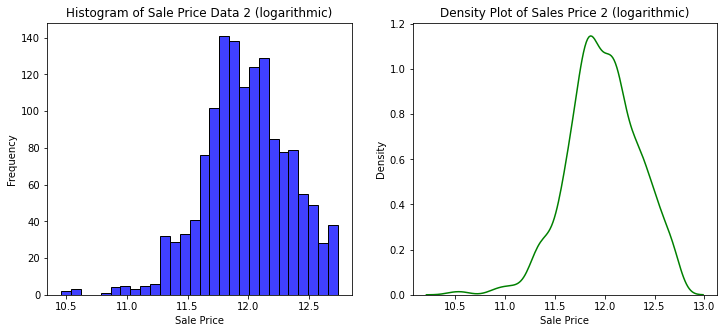 Histogram of Sale Price Data 2 (logarithmic)
140
120
100
80
60
40
20
0
Frequency
10.5 11.0 11.5 12.0 12.5
Sale Price
Density Plot of Sales Price 2 (logarithmic)
1.2
1.0
0.8
0.6
0.4
0.2
0.0
Density
10.5 11.0 11.5 12.0 12.5 13.0
Sale Price